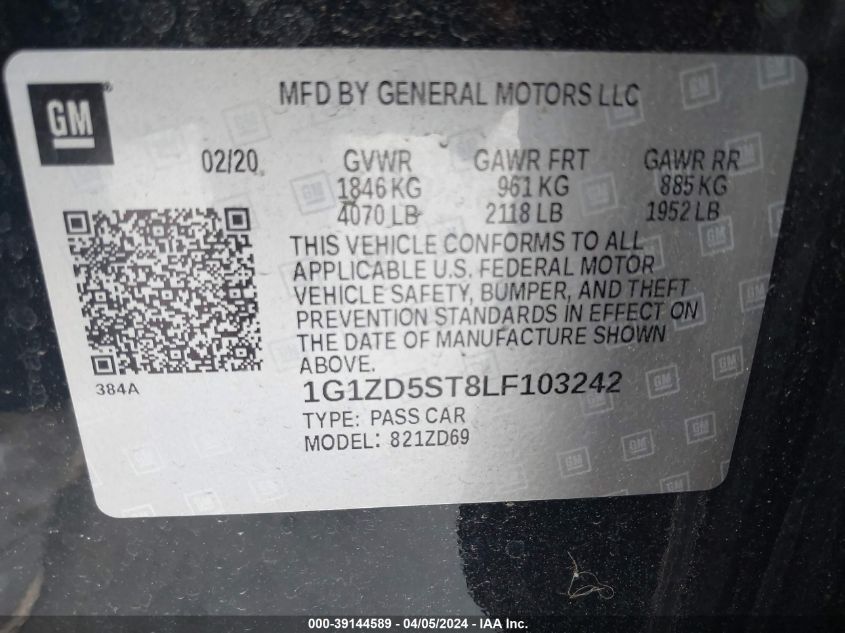 GM
MFD BY GENERAL MOTORS LLC
02/20 GVWR GAWR FRT GAWR RR
1846 KG 961 KG 885 KG
4070 LB 2118 LB 1952 LB
THIS VEHICLE CONFORMS TO ALL
APPLICABLE U.S. FEDERAL MOTOR
VEHICLE SAFETY, BUMPER, AND THEFT
PREVENTION STANDARDS IN EFFECT ON
THE DATE OF MANUFACTURE SHOWN
ABOVE.
384A
1G1ZD5ST8LF103242
TYPE: PASS CAR
MODEL: 821ZD69
000-39144589 - 04/05/2024 - IAA Inc.